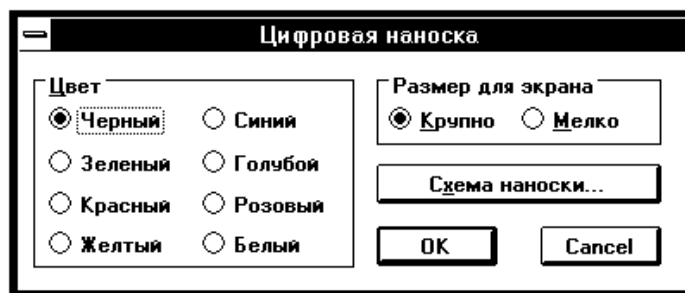 Цифровая наноска
Цвет
Черный
Синий
Зеленый
Голубой
Красный
Розовый
Желтый
Белый
Размер для экрана
Крупно
Мелко
Схема наноски...
OK
Cancel